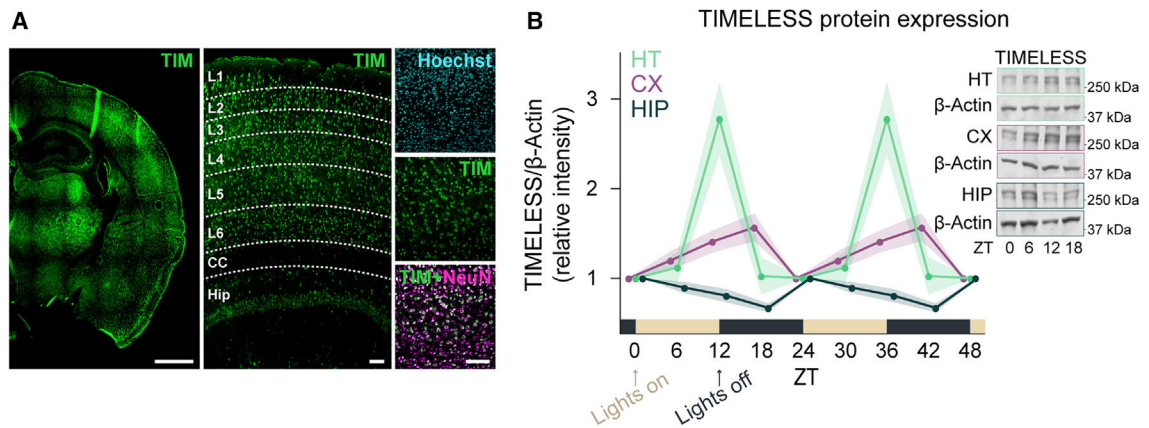 A
TIM
TIM
L1
L2
L3
L4
L5
L6
CC
Hip
Hoechst
TIM
TIM+NeuN
B
TIMELESS protein expression
TIMELESS/β-Actin
(relative intensity)
3
2
1
HT
CX
HIP
0 6 12 18 24 30 36 42 48
ZT
Lights on
Lights off
TIMELESS
HT
250 kDa
β-Actin
37 kDa
CX
250 kDa
β-Actin
37 kDa
HIP
250 kDa
β-Actin
37 kDa
ZT 0 6 12 18